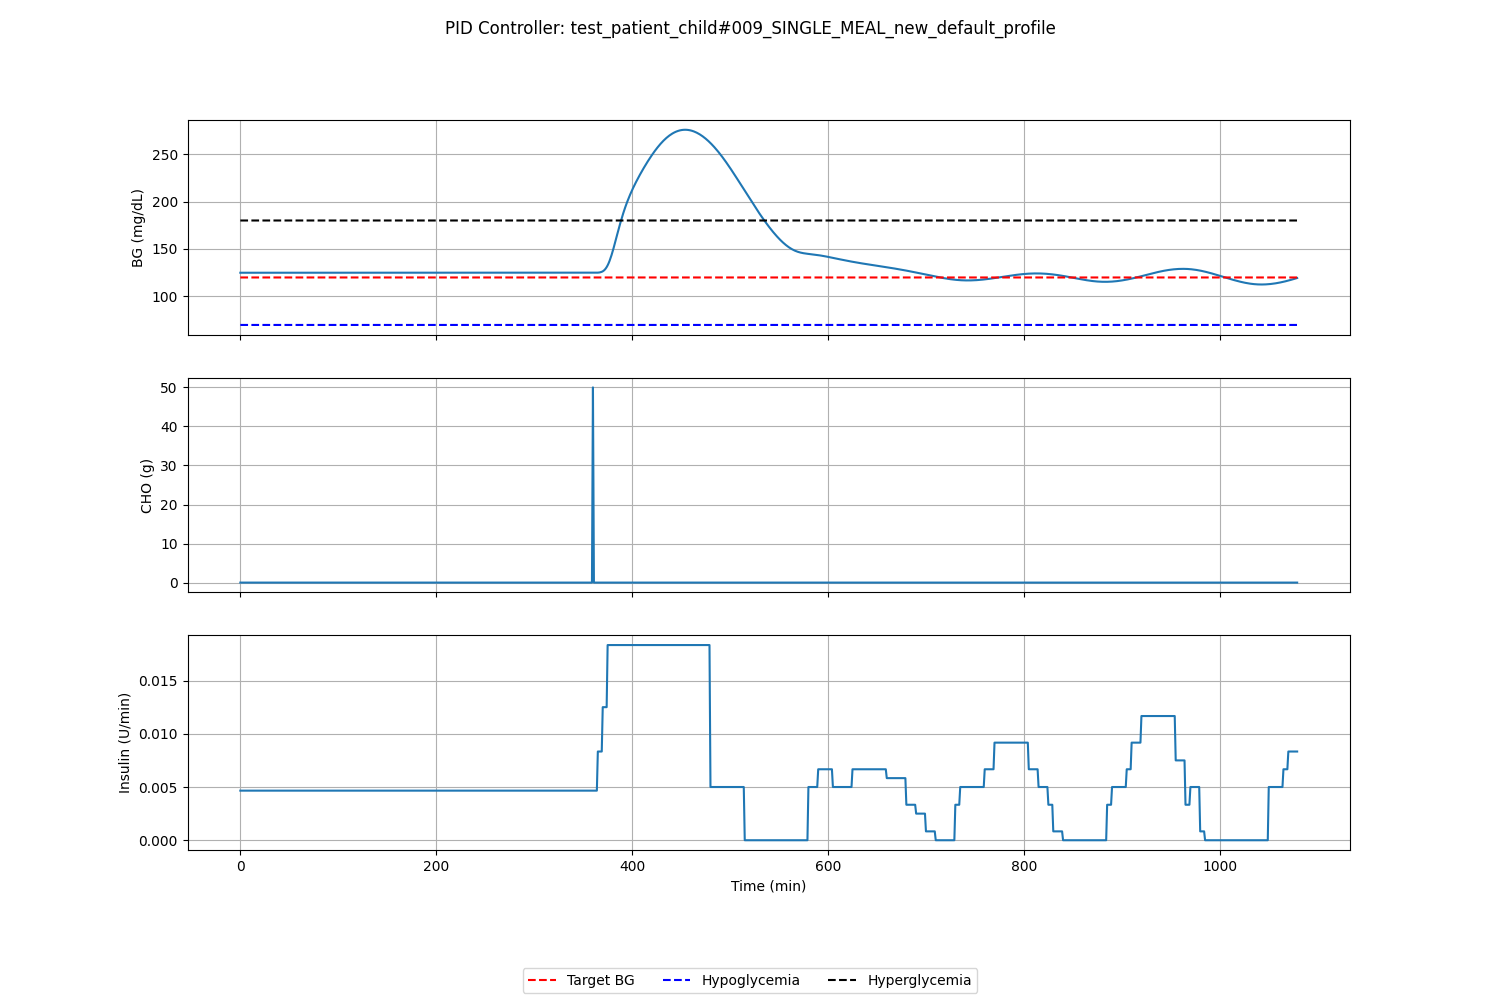 PID Controller: test_patient_child#009_SINGLE_MEAL_new_default_profile
BG (mg/dL)
250
200
150
100
CHO (g)
50
40
30
20
10
0
Insulin (U/min)
0.015
0.010
0.005
0.000
0 200 400 600 800 1000
Time (min)
Target BG Hypoglycemia Hyperglycemia